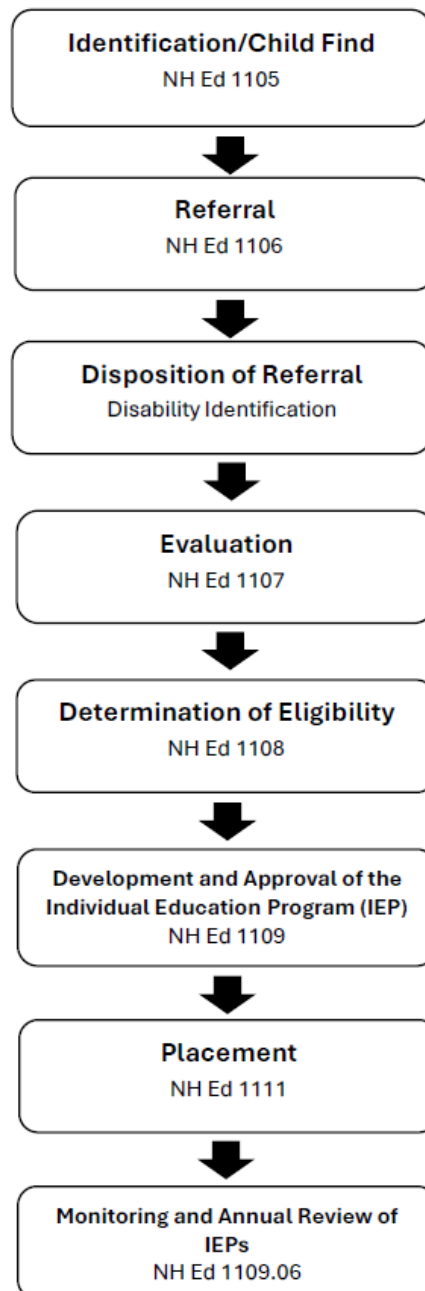 Identification/Child Find
NH Ed 1105
Referral
NH Ed 1106
Disposition of Referral
Disability Identification
Evaluation
NH Ed 1107
Determination of Eligibility
NH Ed 1108
Development and Approval of the
Individual Education Program (IEP)
NH Ed 1109
Placement
NH Ed 1111
Monitoring and Annual Review of
IEPs
NH Ed 1109.06